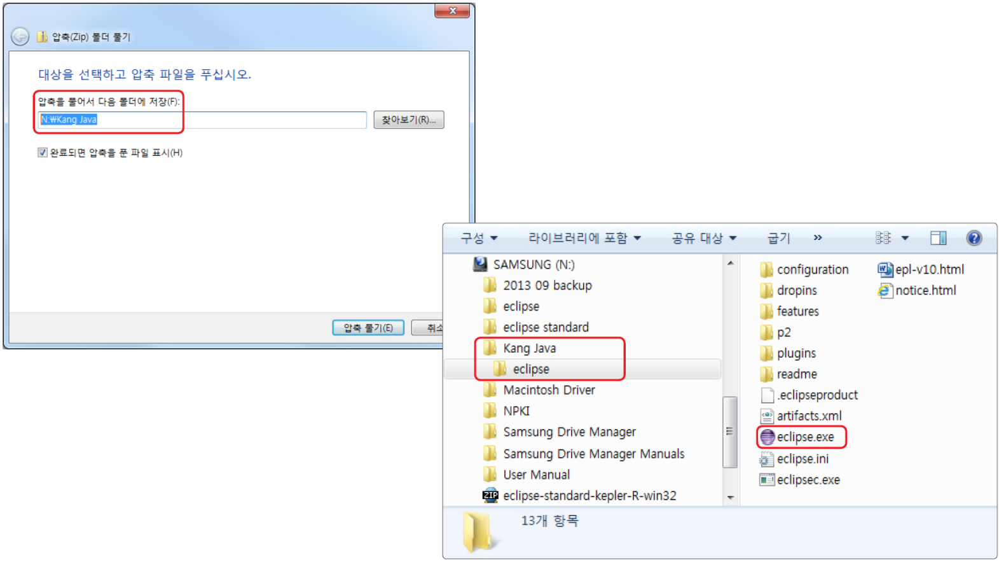 압축(Zip) 폴더 풀기
대상을 선택하고 압축 파일을 푸십시오.
압축을 풀어서 다음 폴더에 저장(F):
N:₩Kang Java
찾아보기(R)...
완료되면 압축을 푼 파일 표시(H)
압축 풀기(E)
구성
라이브러리에 포함
공유 대상
굽기
»
SAMSUNG (N:)
2013 09 backup
eclipse
eclipse standard
Kang Java
eclipse
Macintosh Driver
NPKI
Samsung Drive Manager
Samsung Drive Manager Manuals
User Manual
ZIP eclipse-standard-kepler-R-win32
configuration
dropins
features
p2
plugins
readme
.eclipseproduct
artifacts.xml
eclipse.exe
eclipse.ini
eclipsec.exe
epl-v10.html
notice.html
13개 항목